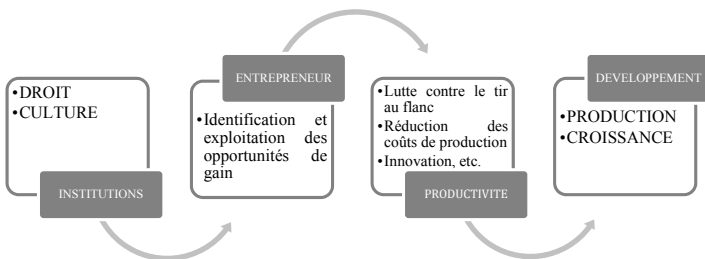 •DROIT
•CULTURE
INSTITUTIONS
ENTREPRENEUR
•Identification et
exploitation des
opportunités de
gain
•Lutte contre le tir
au flanc
•Réduction des
coûts de production
•Innovation, etc.
PRODUCTIVITE
DEVELOPPEMENT
•PRODUCTION
•CROISSANCE